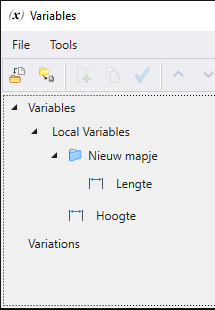 (x) Variables
File Tools
Variables
Local Variables
Nieuw mapje
Lengte
Hoogte
Variations